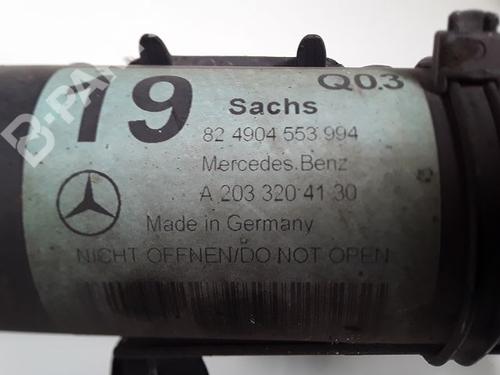 19
Q0.3
Sachs
82 4904 553 994
Mercedes.Benz
A 203 320 41 30
Made in Germany
NICHT OFFNEN/DO NOT OPEN
B-PARTS